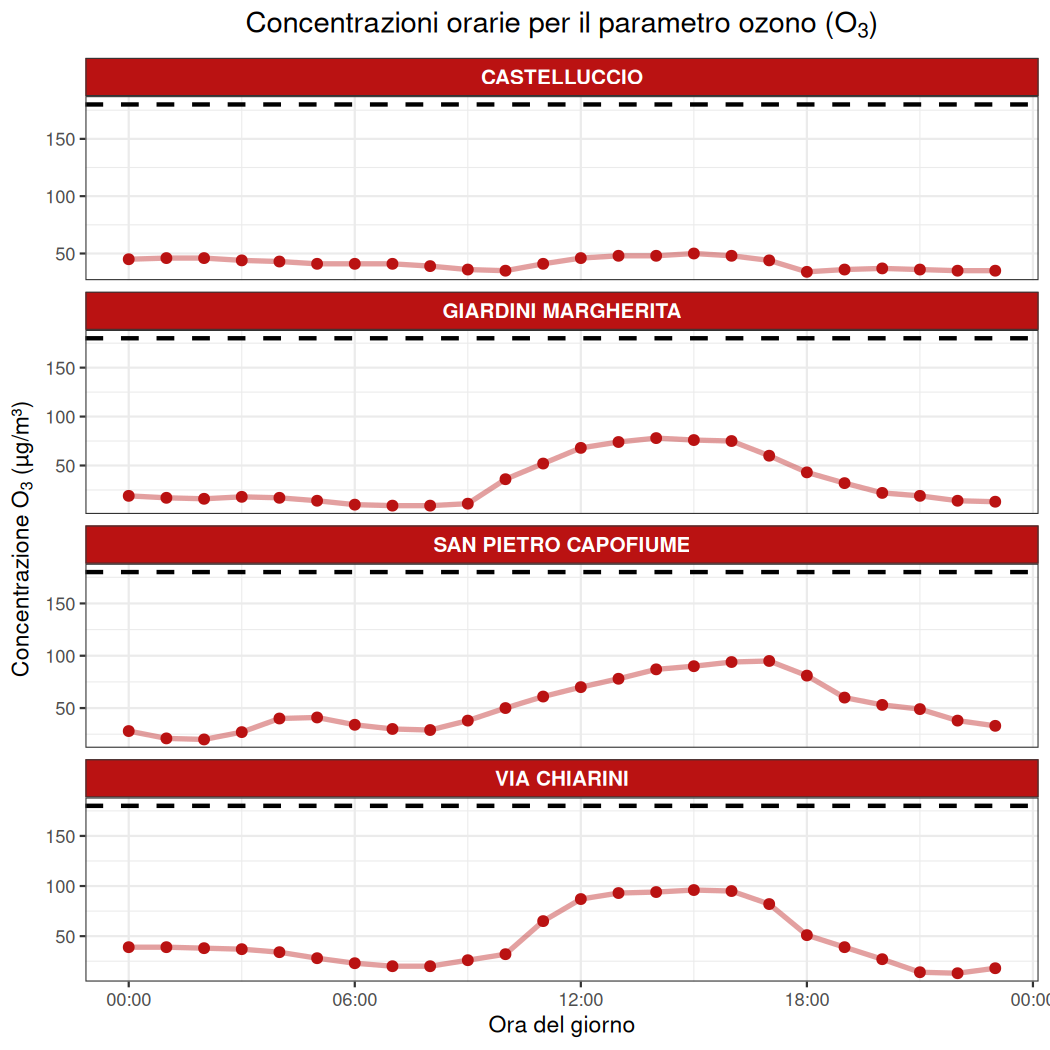 Concentrazioni orarie per il parametro ozono (O₃)
CASTELLUCCIO
150
100
50
GIARDINI MARGHERITA
150
100
50
SAN PIETRO CAPOFIUME
150
100
50
VIA CHIARINI
150
100
50
Concentrazione O₃ (µg/m³)
00:00 06:00 12:00 18:00 00:0
Ora del giorno